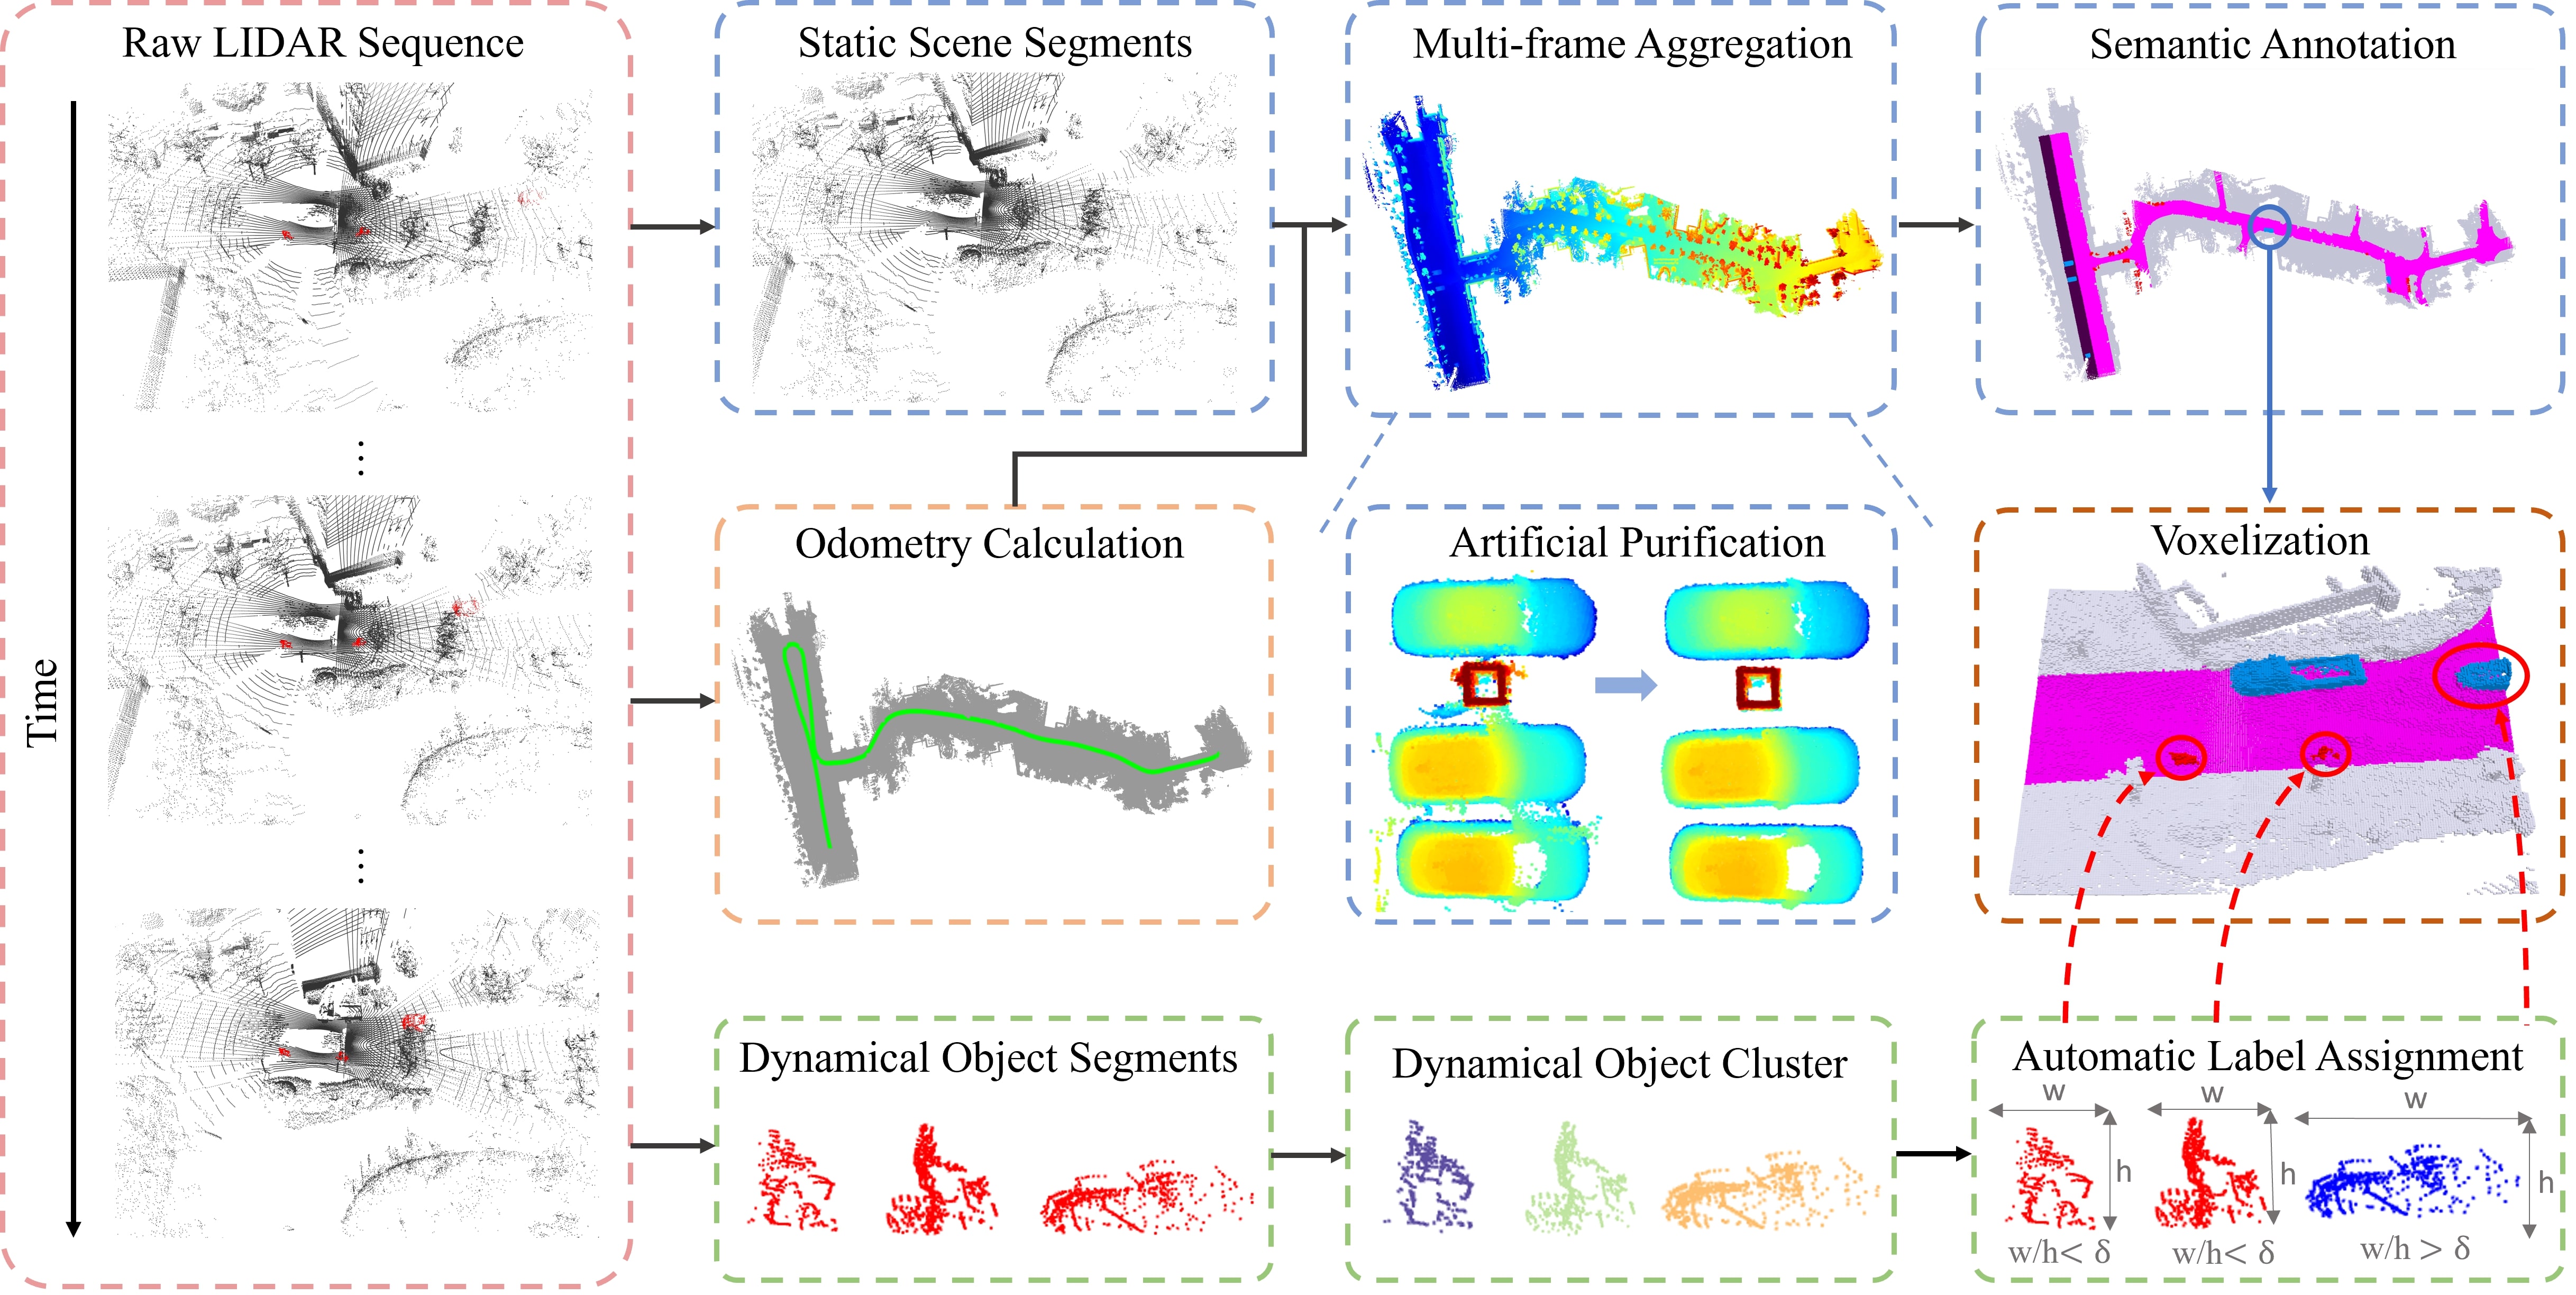 Raw LIDAR Sequence
Time
Static Scene Segments
Multi-frame Aggregation
Semantic Annotation
Odometry Calculation
Artificial Purification
Voxelization
Dynamical Object Segments
Dynamical Object Cluster
Automatic Label Assignment
w
w
w
h
h
h
w/h< δ
w/h< δ
w/h > δ